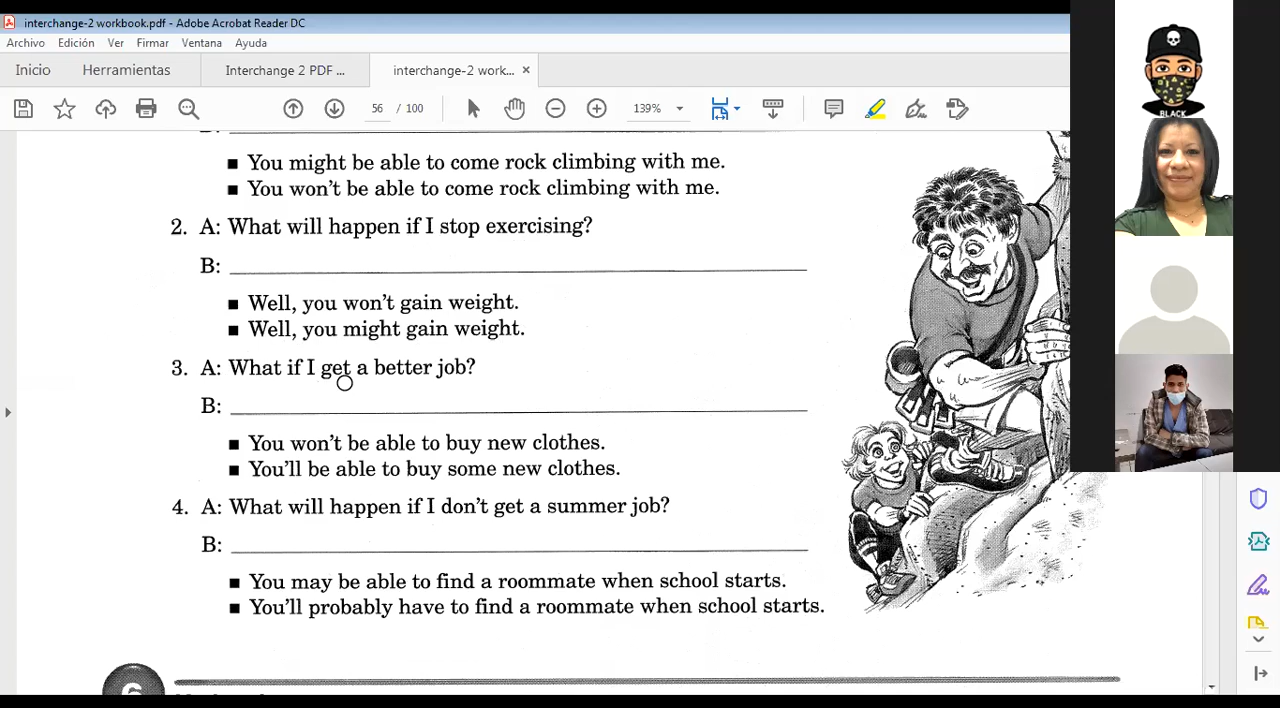 interchange-2 workbook.pdf - Adobe Acrobat Reader DC
Archivo Edición Ver Firmar Ventana Ayuda
Inicio Herramientas Interchange 2 PDF ... interchange-2 work... ×
56 / 100 139%
■ You might be able to come rock climbing with me.
■ You won't be able to come rock climbing with me.
2. A: What will happen if I stop exercising?
B:
■ Well, you won't gain weight.
■ Well, you might gain weight.
3. A: What if I get a better job?
B:
■ You won't be able to buy new clothes.
■ You'll be able to buy some new clothes.
4. A: What will happen if I don't get a summer job?
B:
■ You may be able to find a roommate when school starts.
■ You'll probably have to find a roommate when school starts.
6
BLACK